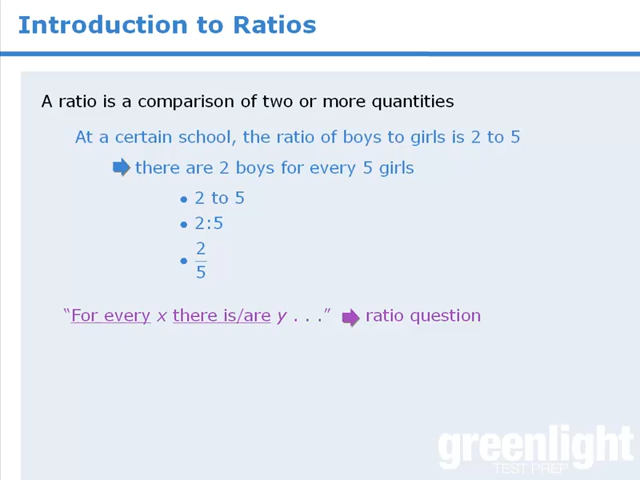 Introduction to Ratios
A ratio is a comparison of two or more quantities
At a certain school, the ratio of boys to girls is 2 to 5
there are 2 boys for every 5 girls
• 2 to 5
• 2:5
• 2/5
"For every x there is/are y . . ." ratio question
greenlight
TEST PREP